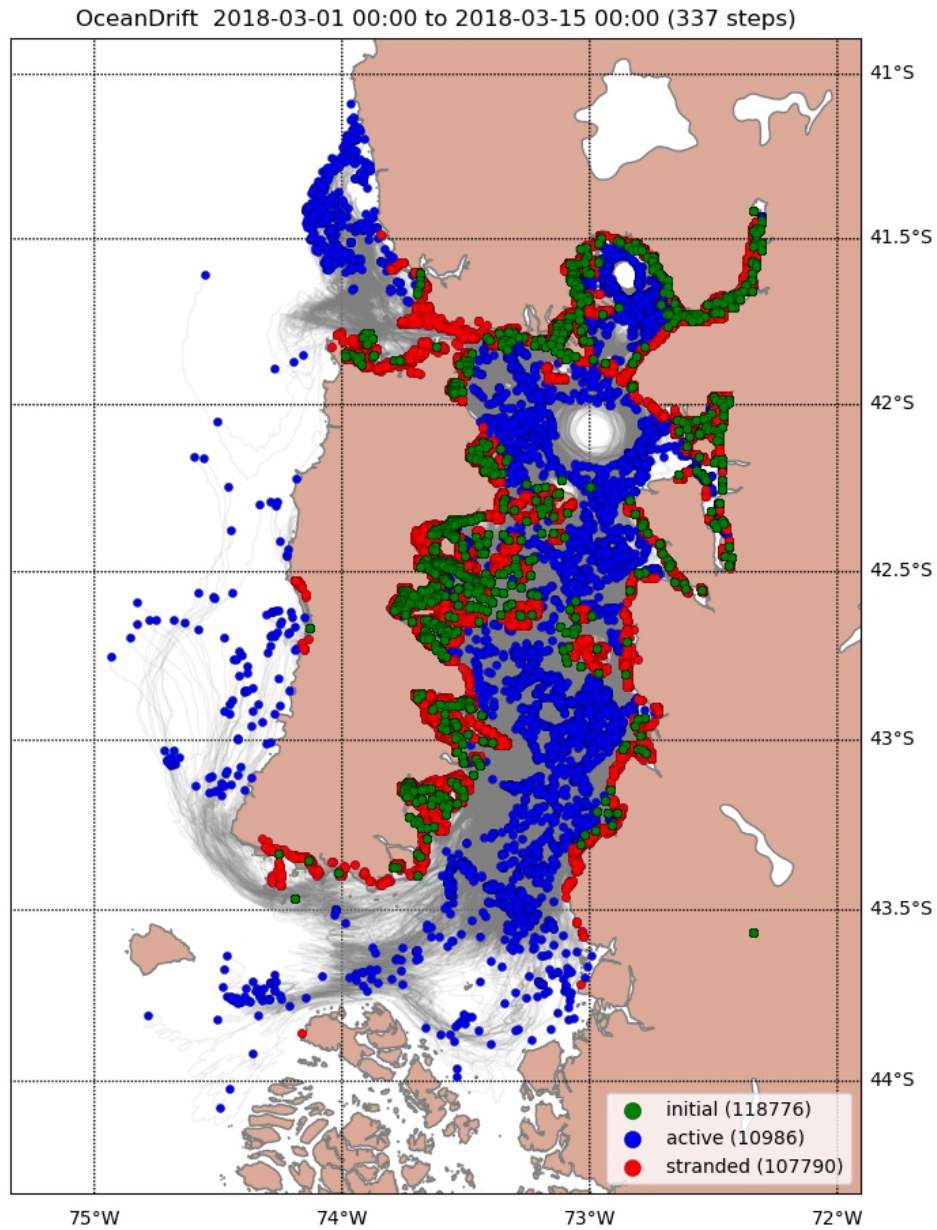 OceanDrift  2018-03-01 00:00 to 2018-03-15 00:00 (337 steps)
41°S
41.5°S
42°S
42.5°S
43°S
43.5°S
44°S
initial (118776)
active (10986)
stranded (107790)
75°W
74°W
73°W
72°W